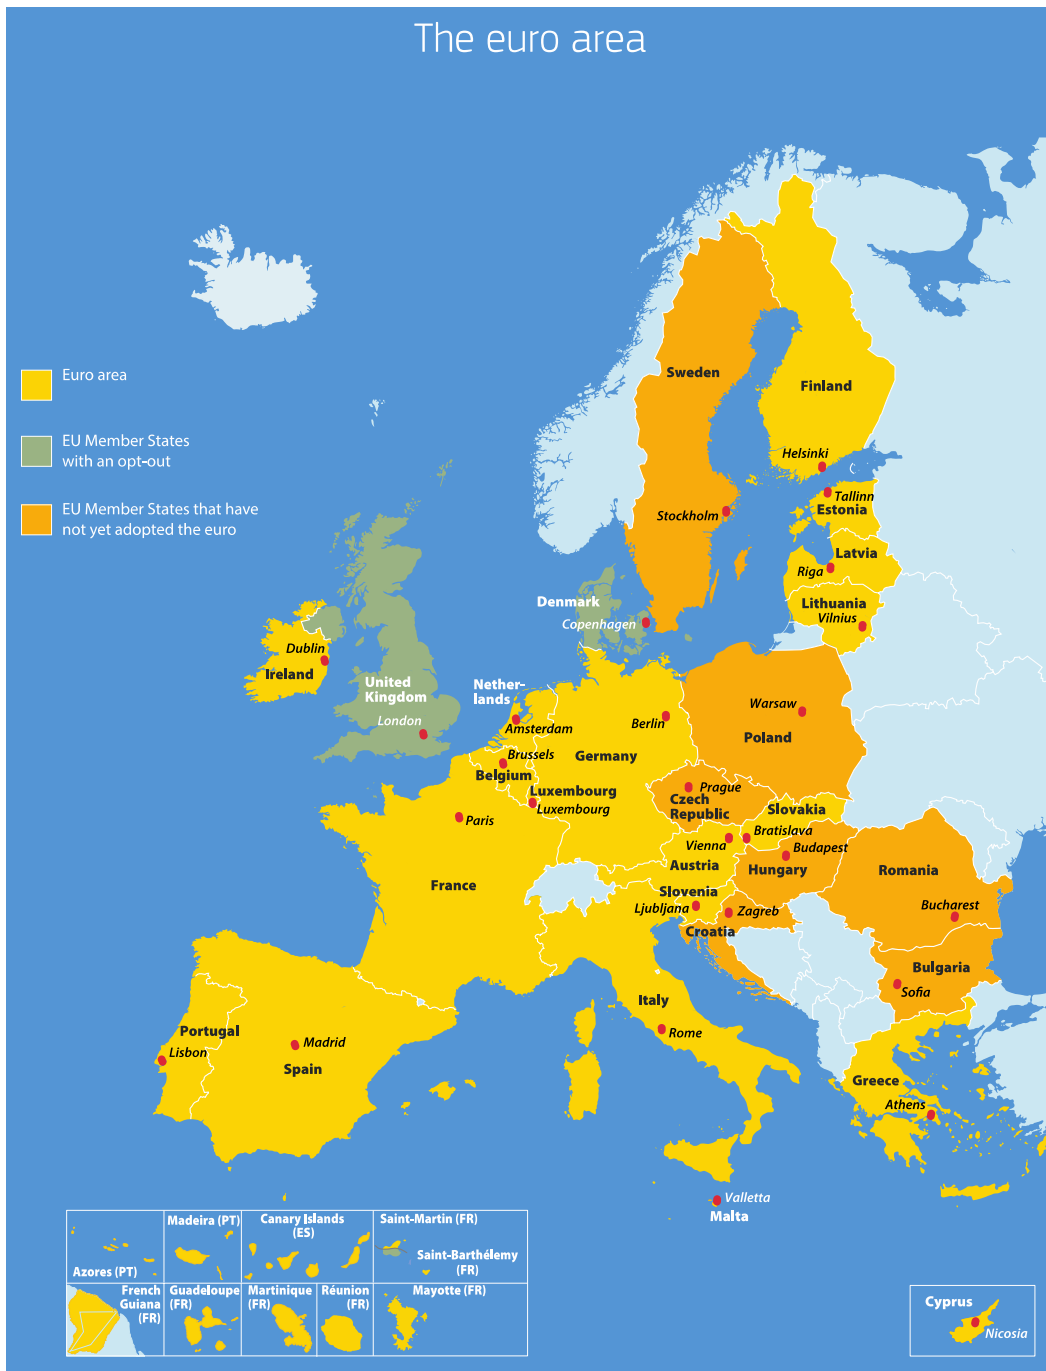 The euro area
Euro area
EU Member States
with an opt-out
EU Member States that have
not yet adopted the euro
Sweden
Finland
Helsinki
Tallinn
Estonia
Stockholm
Latvia
Riga
Lithuania
Vilnius
Denmark
Copenhagen
Dublin
Ireland
United
Kingdom
London
Nether-
lands
Amsterdam
Berlin
Warsaw
Poland
Brussels
Belgium
Germany
Luxembourg
Luxembourg
Prague
Czech
Republic
Slovakia
Bratislava
Paris
Vienna
Budapest
Austria
Hungary
Romania
France
Slovenia
Ljubljana
Zagreb
Croatia
Bucharest
Bulgaria
Sofia
Italy
Rome
Portugal
Lisbon
Madrid
Spain
Greece
Athens
Valletta
Malta
Azores (PT)
Madeira (PT)
Canary Islands
(ES)
Saint-Martin (FR)
Saint-Barthélemy
(FR)
French
Guiana
(FR)
Guadeloupe
(FR)
Martinique
(FR)
Réunion
(FR)
Mayotte (FR)
Cyprus
Nicosia